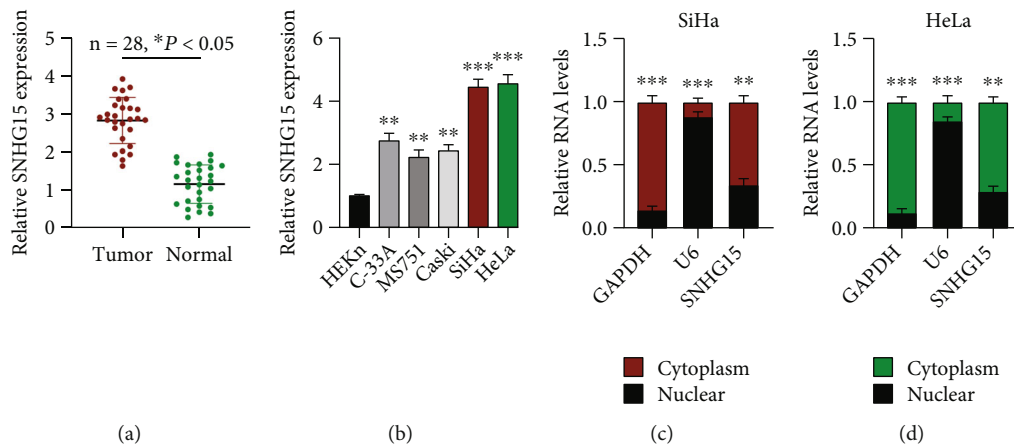 Relative SNHG15 expression
5
4
3
2
1
0
n = 28, *P < 0.05
Tumor Normal
(a)
Relative SNHG15 expression
6
4
2
0
** ** ** *** ***
HEKn
C-33A
MS751
Caski
SiHa
HeLa
(b)
SiHa
Relative RNA levels
1.5
1.0
0.5
0.0
*** *** **
GAPDH
U6
SNHG15
Cytoplasm
Nuclear
(c)
HeLa
Relative RNA levels
1.5
1.0
0.5
0.0
*** *** **
GAPDH
U6
SNHG15
Cytoplasm
Nuclear
(d)